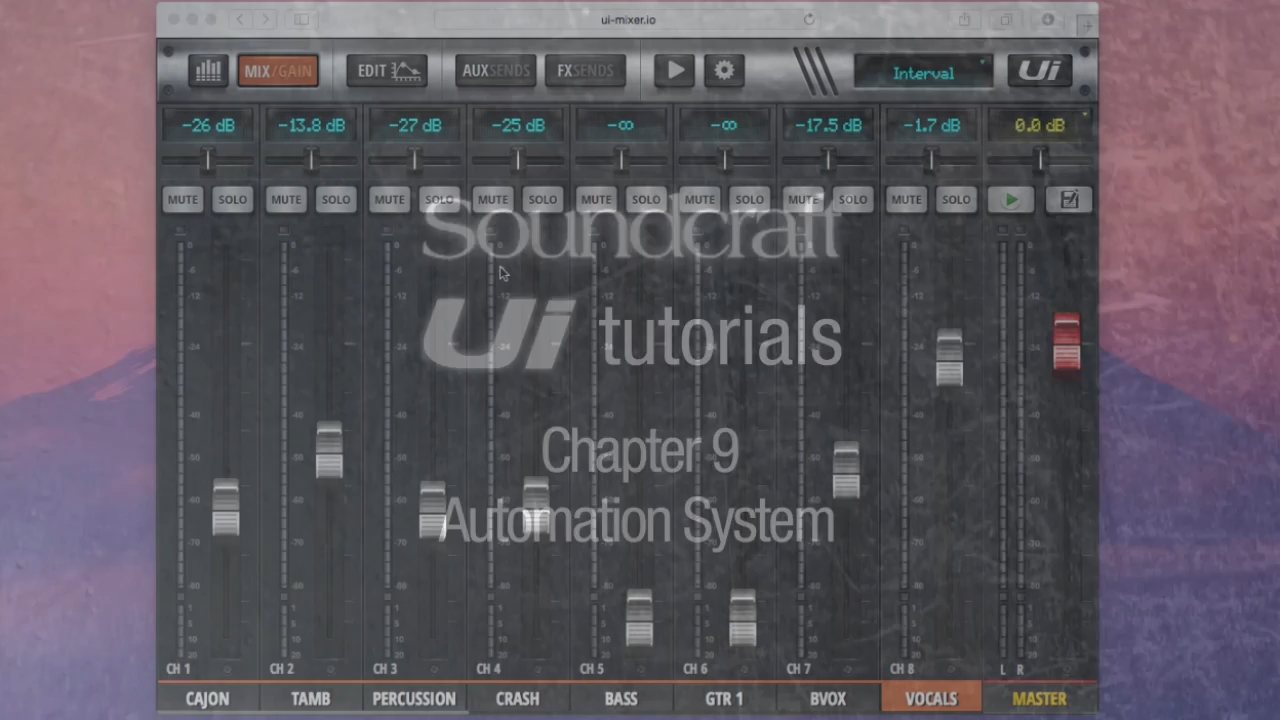 ui-mixer.io
MIX/GAIN EDIT AUXSENDS FXSENDS Interval Ui
-26 dB -13.8 dB -27 dB -25 dB -∞ -∞ -17.5 dB -1.7 dB 0.0 dB
MUTE SOLO MUTE SOLO MUTE SOLO MUTE SOLO MUTE SOLO MUTE SOLO MUTE SOLO MUTE SOLO
Soundcraft
Ui tutorials
Chapter 9
Automation System
CH 1 CH 2 CH 3 CH 4 CH 5 CH 6 CH 7 CH 8 L R
CAJON TAMB PERCUSSION CRASH BASS GTR 1 BVOX VOCALS MASTER